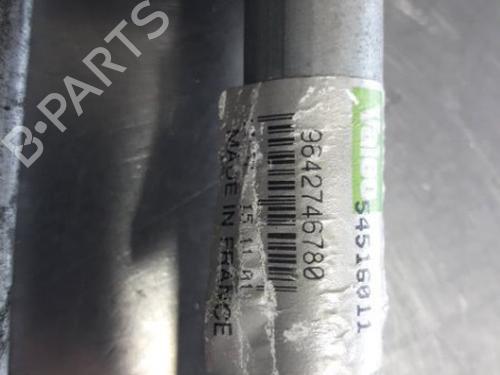 B-PARTS
Valeo
54516011
9642746780
15 11 01
MADE IN FRANCE